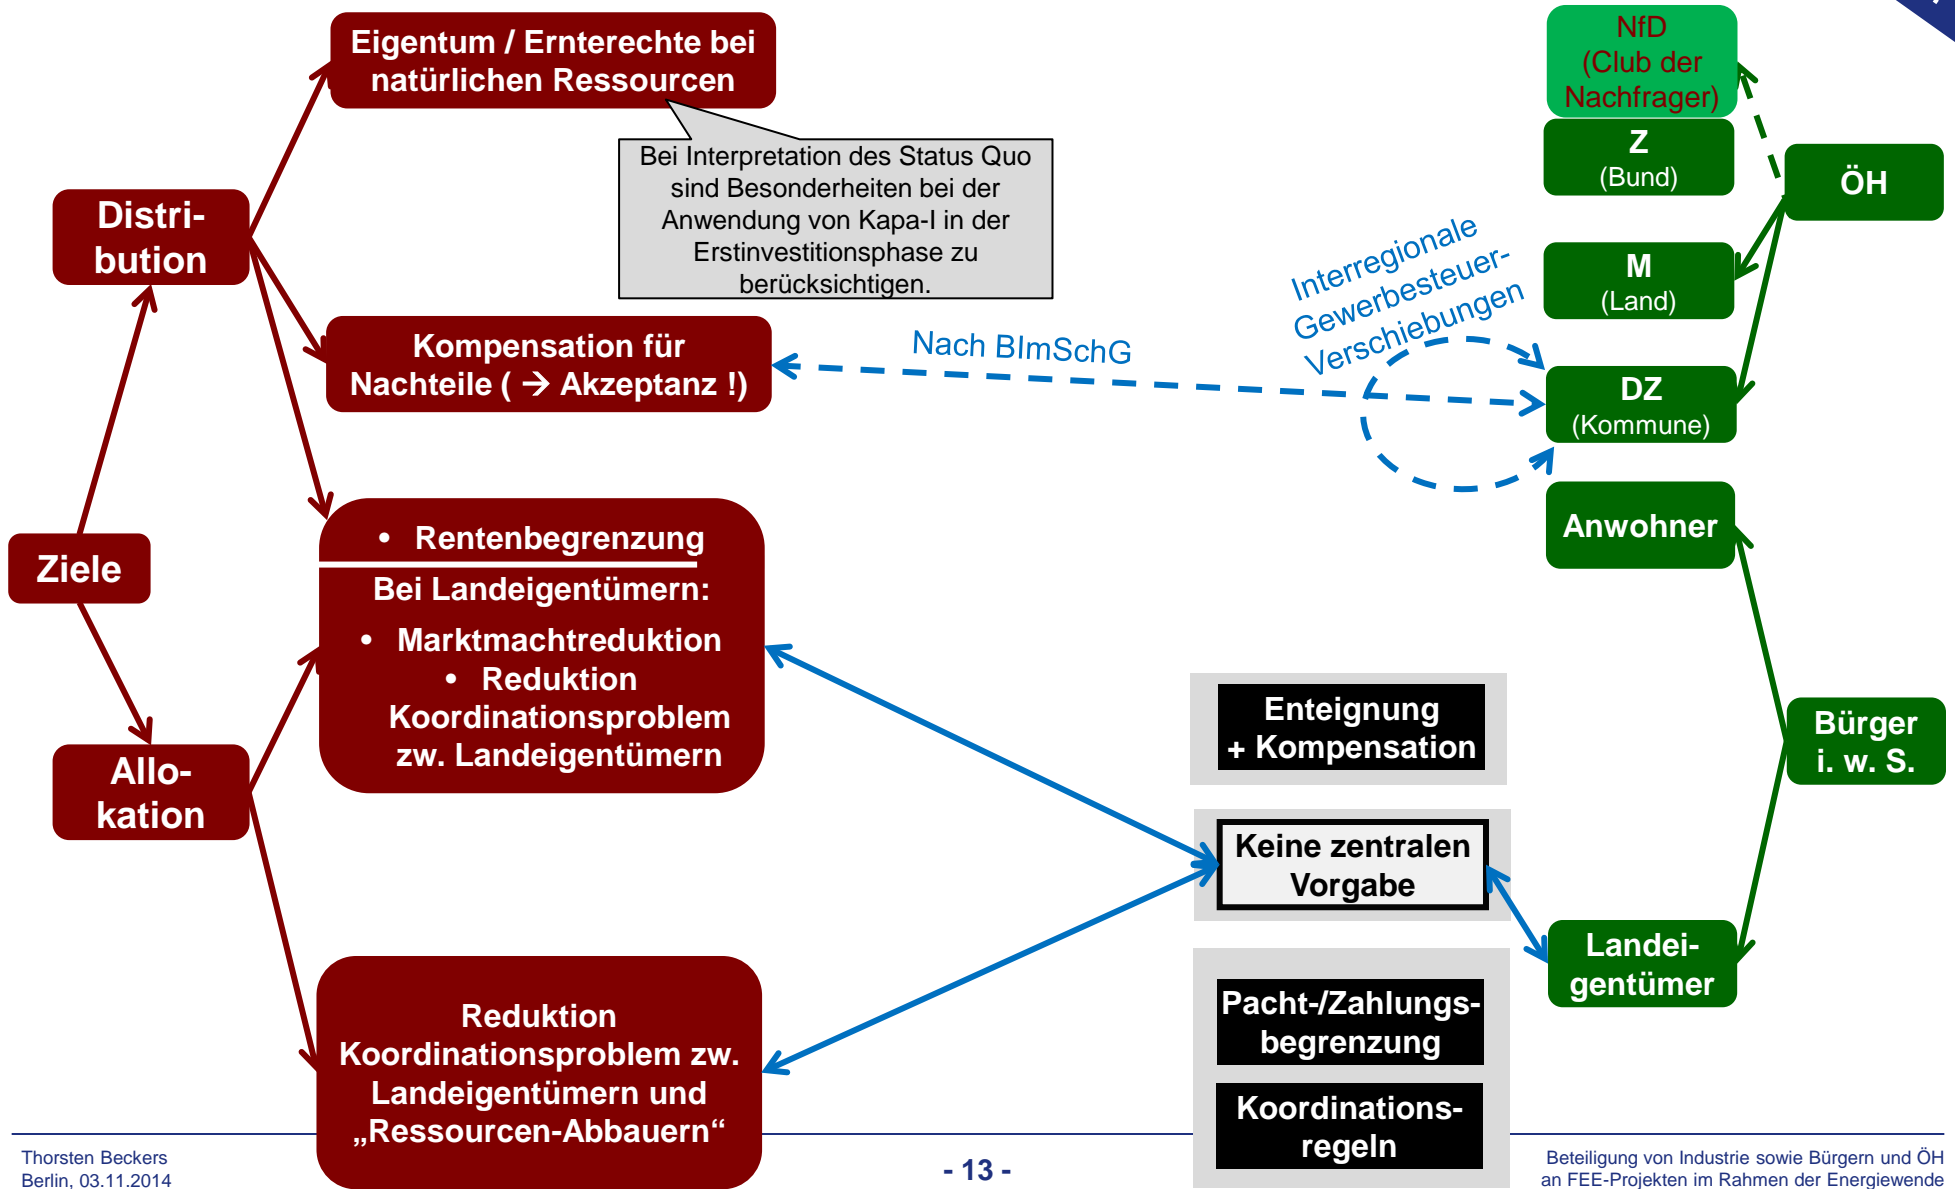 Eigentum / Ernterechte bei
natürlichen Ressourcen
Bei Interpretation des Status Quo
sind Besonderheiten bei der
Anwendung von Kapa-I in der
Erstinvestitionsphase zu
berücksichtigen.
Distri-
bution
Kompensation für
Nachteile ( → Akzeptanz !)
Ziele
• Rentenbegrenzung
Bei Landeigentümern:
• Marktmachtreduktion
• Reduktion
Koordinationsproblem
zw. Landeigentümern
Allo-
kation
Reduktion
Koordinationsproblem zw.
Landeigentümern und
„Ressourcen-Abbauern“
Nach BImSchG
Interregionale
Gewerbesteuer-
Verschiebungen
Enteignung
+ Kompensation
Keine zentralen
Vorgabe
Pacht-/Zahlungs-
begrenzung
Koordinations-
regeln
NfD
(Club der
Nachfrager)
Z
(Bund)
M
(Land)
DZ
(Kommune)
Anwohner
Landei-
gentümer
ÖH
Bürger
i. w. S.
Thorsten Beckers
Berlin, 03.11.2014
- 13 -
Beteiligung von Industrie sowie Bürgern und ÖH
an FEE-Projekten im Rahmen der Energiewende